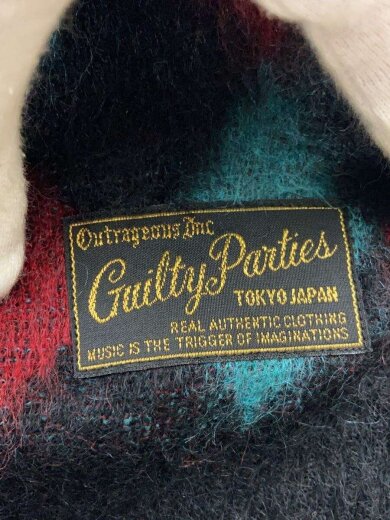 Outrageous Inc
Guilty Parties
TOKYO JAPAN
REAL AUTHENTIC CLOTHING
MUSIC IS THE TRIGGER OF IMAGINATIONS